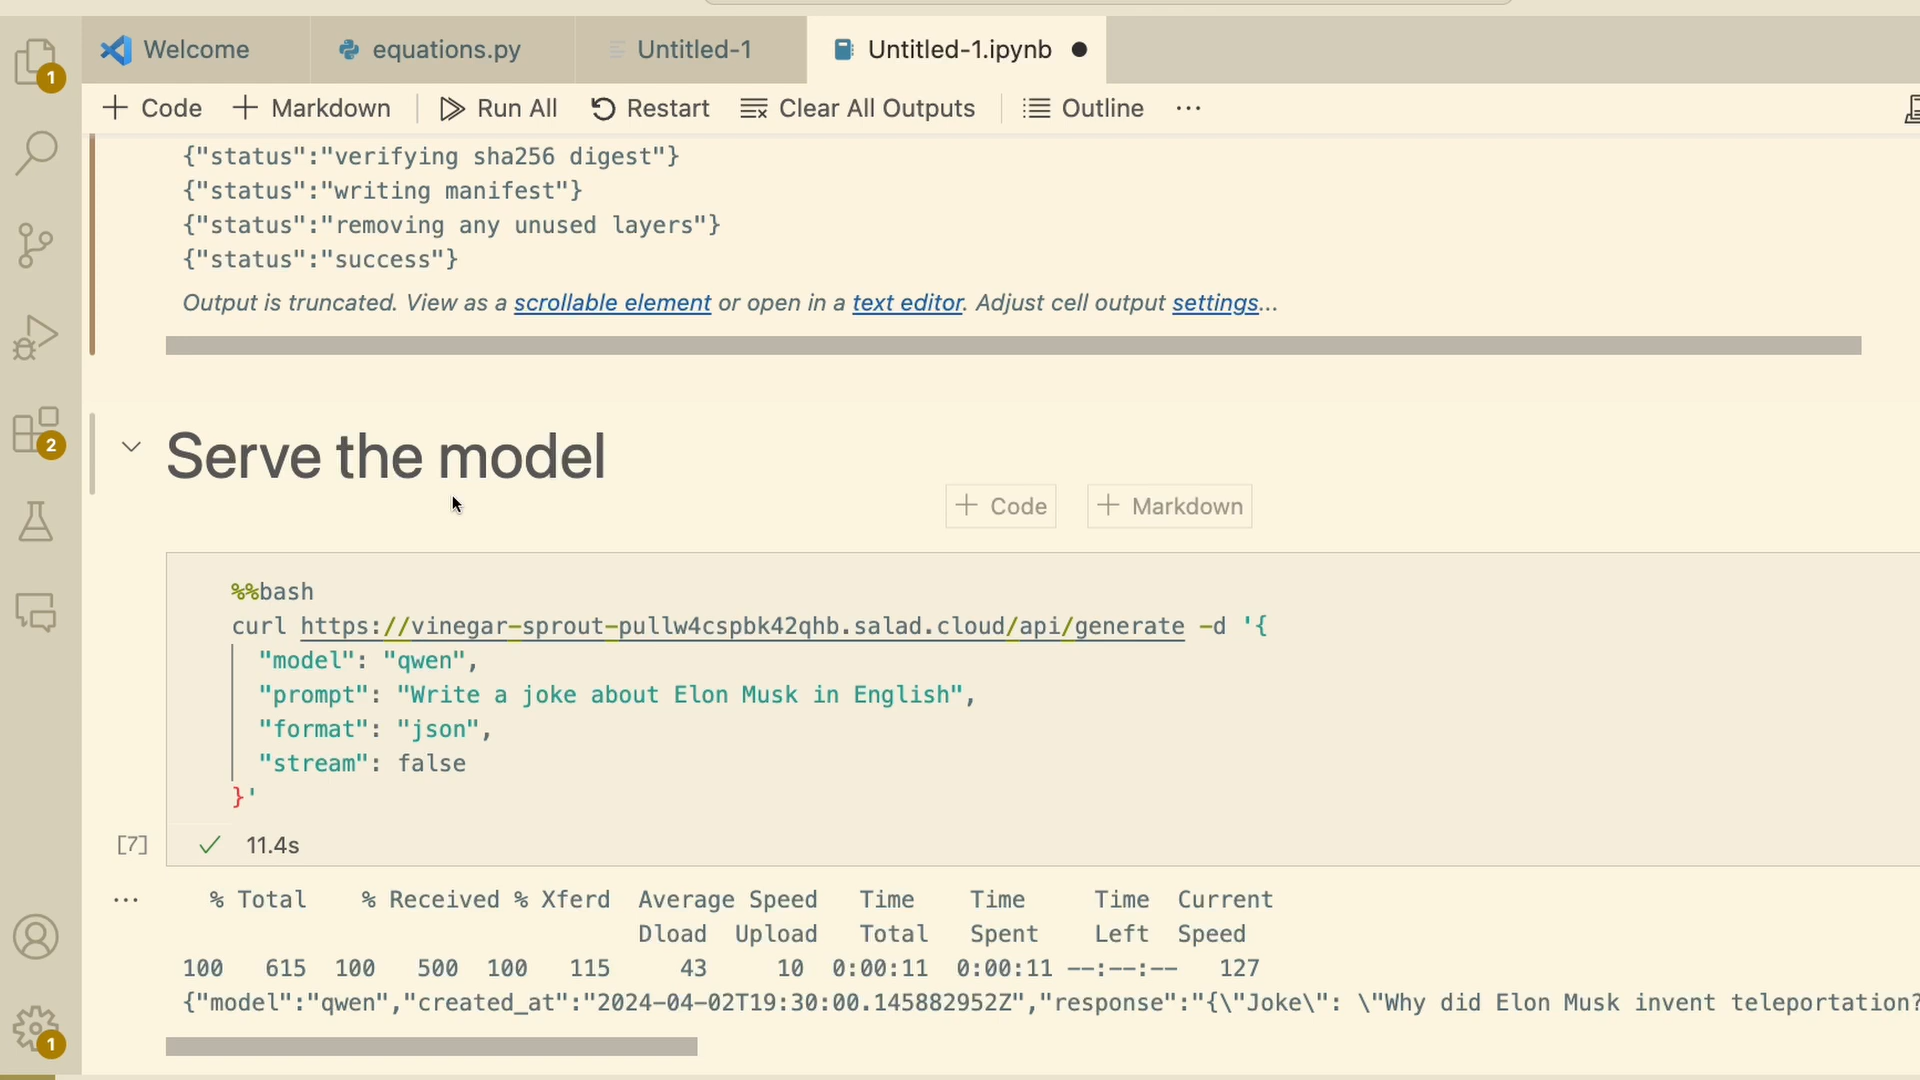 Welcome equations.py Untitled-1 Untitled-1.ipynb
1
Code Markdown Run All Restart Clear All Outputs Outline ...
{"status":"verifying sha256 digest"}
{"status":"writing manifest"}
{"status":"removing any unused layers"}
{"status":"success"}
Output is truncated. View as a scrollable element or open in a text editor. Adjust cell output settings...
2
Serve the model
+ Code + Markdown
%%bash
curl https://vinegar-sprout-pullw4cspbk42qhb.salad.cloud/api/generate -d '{
"model": "qwen",
"prompt": "Write a joke about Elon Musk in English",
"format": "json",
"stream": false
}'
[7] 11.4s
... % Total % Received % Xferd Average Speed Time Time Time Current
Dload Upload Total Spent Left Speed
100 615 100 500 100 115 43 10 0:00:11 0:00:11 --:--:-- 127
{"model":"qwen","created_at":"2024-04-02T19:30:00.145882952Z","response":"{\"Joke\": \"Why did Elon Musk invent teleportation?
1